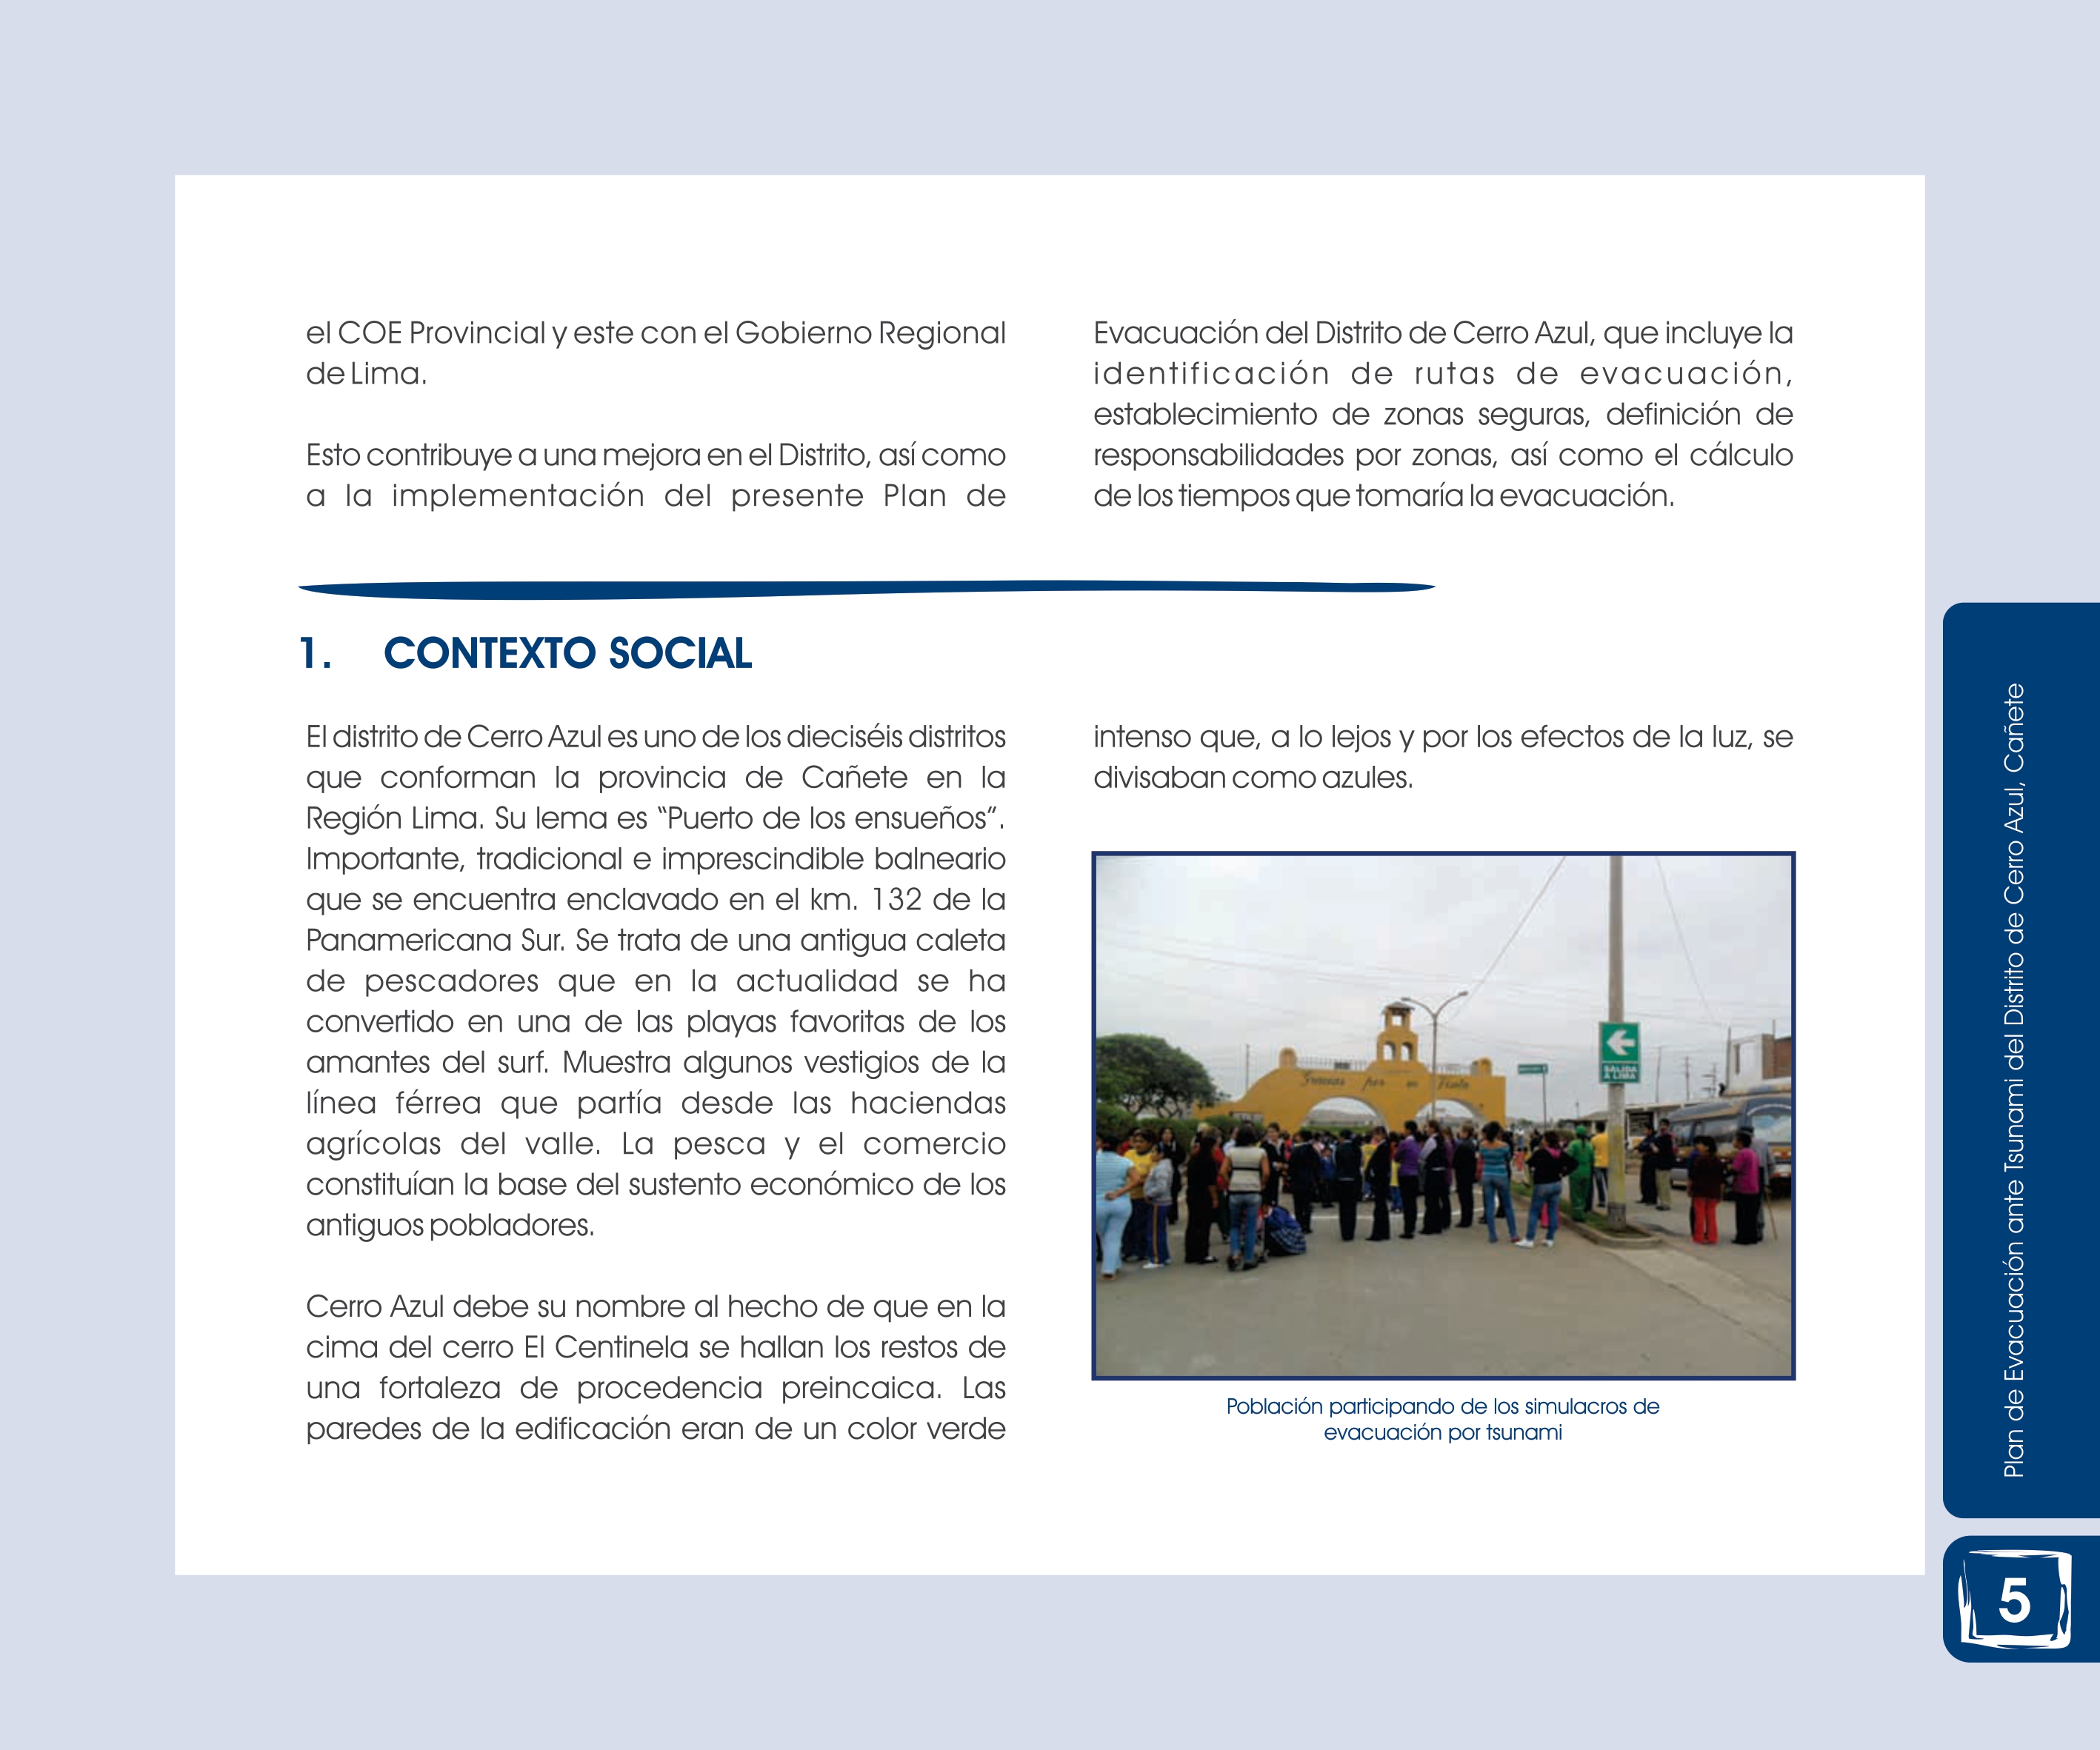 el COE Provincial y este con el Gobierno Regional
de Lima.
Esto contribuye a una mejora en el Distrito, así como
a la implementación del presente Plan de
Evacuación del Distrito de Cerro Azul, que incluye la
identificación de rutas de evacuación,
establecimiento de zonas seguras, definición de
responsabilidades por zonas, así como el cálculo
de los tiempos que tomaría la evacuación.
1. CONTEXTO SOCIAL
El distrito de Cerro Azul es uno de los dieciséis distritos
que conforman la provincia de Cañete en la
Región Lima. Su lema es “Puerto de los ensueños”.
Importante, tradicional e imprescindible balneario
que se encuentra enclavado en el km. 132 de la
Panamericana Sur. Se trata de una antigua caleta
de pescadores que en la actualidad se ha
convertido en una de las playas favoritas de los
amantes del surf. Muestra algunos vestigios de la
línea férrea que partía desde las haciendas
agrícolas del valle. La pesca y el comercio
constituían la base del sustento económico de los
antiguos pobladores.
Cerro Azul debe su nombre al hecho de que en la
cima del cerro El Centinela se hallan los restos de
una fortaleza de procedencia preincaica. Las
paredes de la edificación eran de un color verde
intenso que, a lo lejos y por los efectos de la luz, se
divisaban como azules.
Gracias por su Visita
SALIDA
A LIMA
Población participando de los simulacros de
evacuación por tsunami
Plan de Evacuación ante Tsunami del Distrito de Cerro Azul, Cañete
5